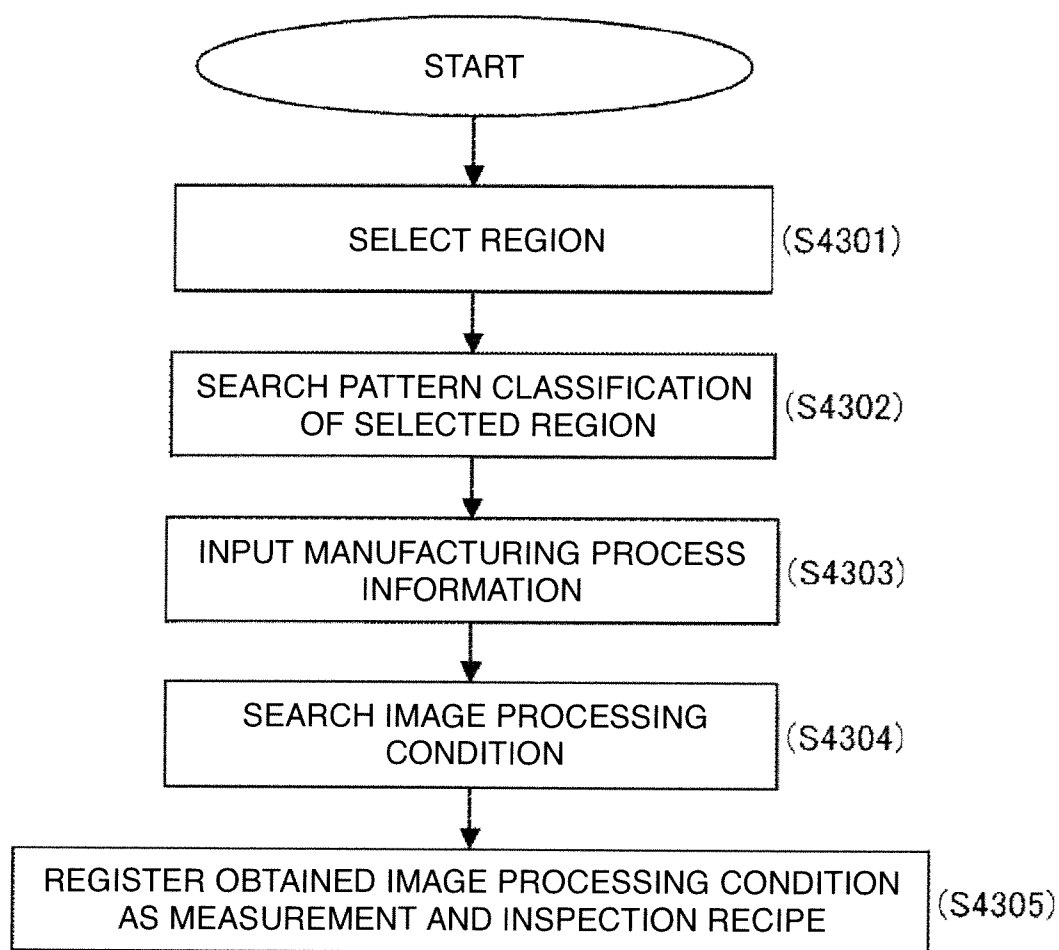 START
SELECT REGION
(S4301)
SEARCH PATTERN CLASSIFICATION
OF SELECTED REGION
(S4302)
INPUT MANUFACTURING PROCESS
INFORMATION
(S4303)
SEARCH IMAGE PROCESSING
CONDITION
(S4304)
REGISTER OBTAINED IMAGE PROCESSING CONDITION
AS MEASUREMENT AND INSPECTION RECIPE
(S4305)